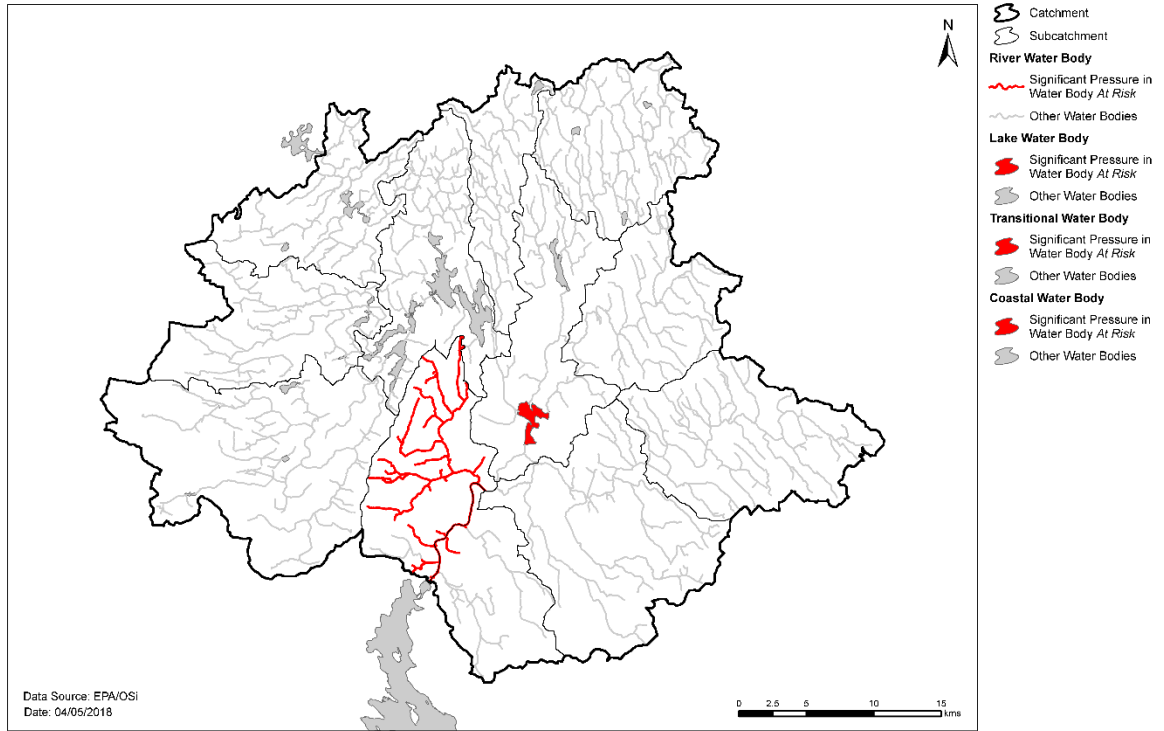 N
Catchment
Subcatchment
River Water Body
Significant Pressure in
Water Body At Risk
Other Water Bodies
Lake Water Body
Significant Pressure in
Water Body At Risk
Other Water Bodies
Transitional Water Body
Significant Pressure in
Water Body At Risk
Other Water Bodies
Coastal Water Body
Significant Pressure in
Water Body At Risk
Other Water Bodies
Data Source: EPA/OSi
Date: 04/05/2018
0 2.5 5 10 15
kms